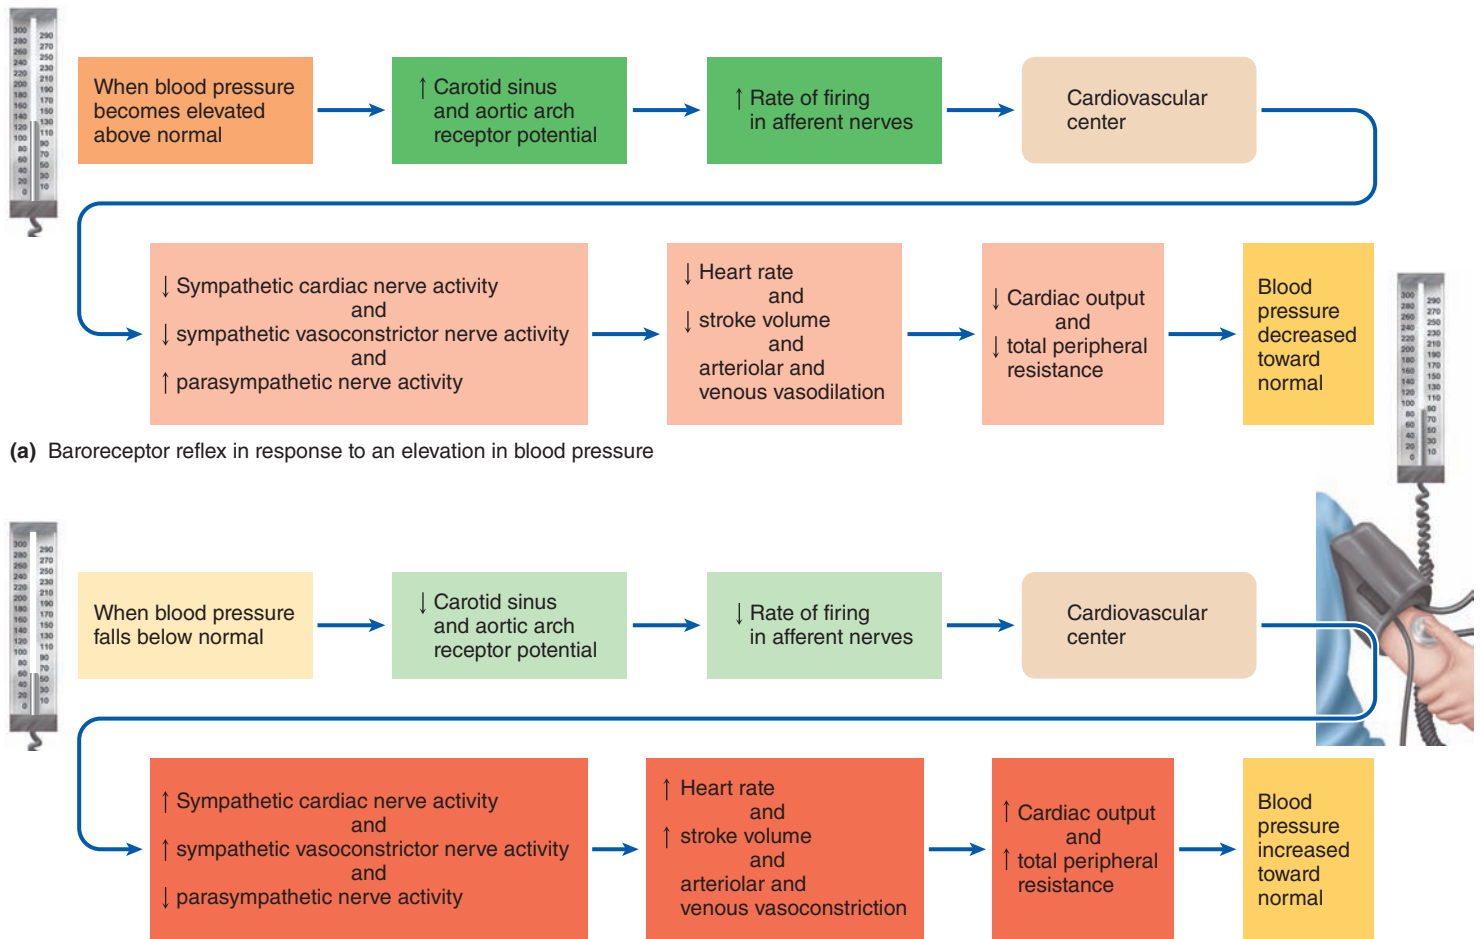 When blood pressure
becomes elevated
above normal
↑ Carotid sinus
and aortic arch
receptor potential
↑ Rate of firing
in afferent nerves
Cardiovascular
center
↓ Sympathetic cardiac nerve activity
and
↓ sympathetic vasoconstrictor nerve activity
and
↑ parasympathetic nerve activity
↓ Heart rate
and
↓ stroke volume
and
arteriolar and
venous vasodilation
↓ Cardiac output
and
↓ total peripheral
resistance
Blood
pressure
decreased
toward
normal
(a) Baroreceptor reflex in response to an elevation in blood pressure
When blood pressure
falls below normal
↓ Carotid sinus
and aortic arch
receptor potential
↓ Rate of firing
in afferent nerves
Cardiovascular
center
↑ Sympathetic cardiac nerve activity
and
↑ sympathetic vasoconstrictor nerve activity
and
↓ parasympathetic nerve activity
↑ Heart rate
and
↑ stroke volume
and
arteriolar and
venous vasoconstriction
↑ Cardiac output
and
↑ total peripheral
resistance
Blood
pressure
increased
toward
normal